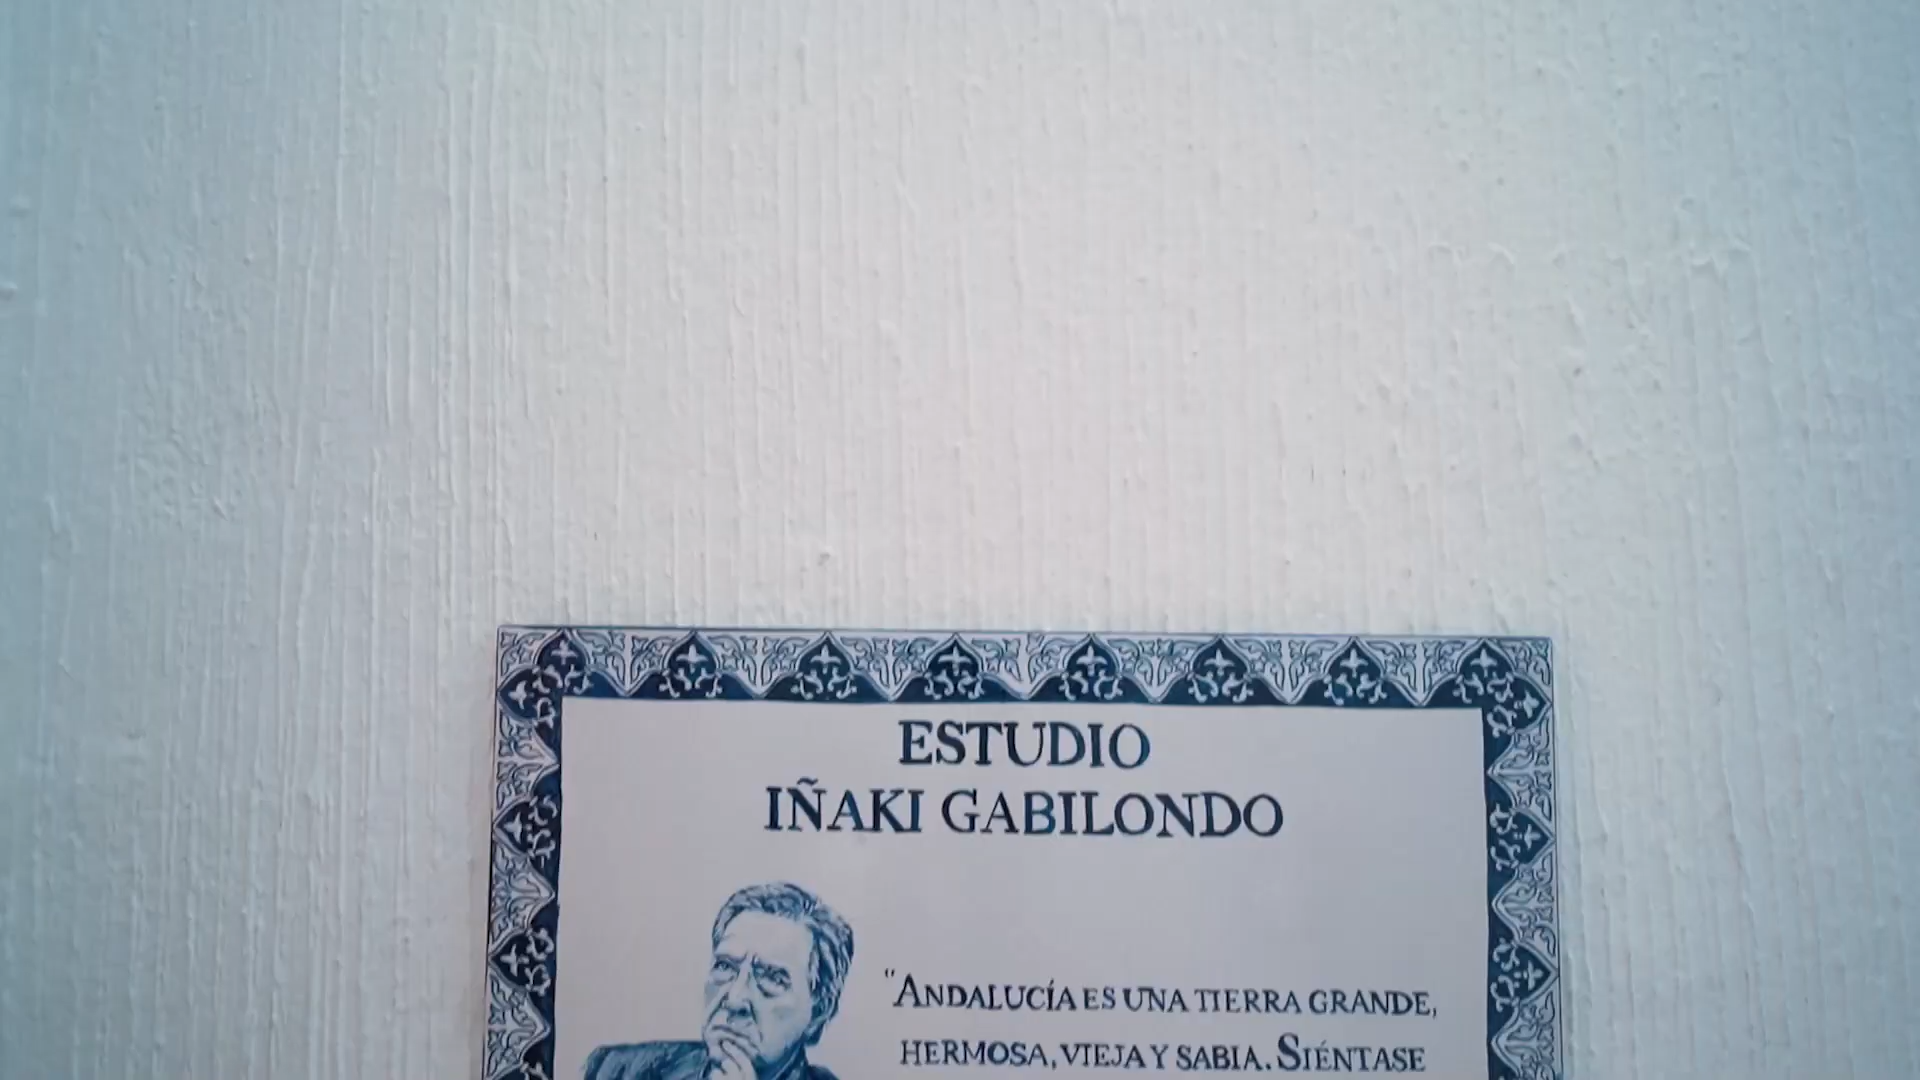 ESTUDIO
IÑAKI GABILONDO
"ANDALUCÍA ES UNA TIERRA GRANDE,
HERMOSA, VIEJA Y SABIA. SIÉNTASE